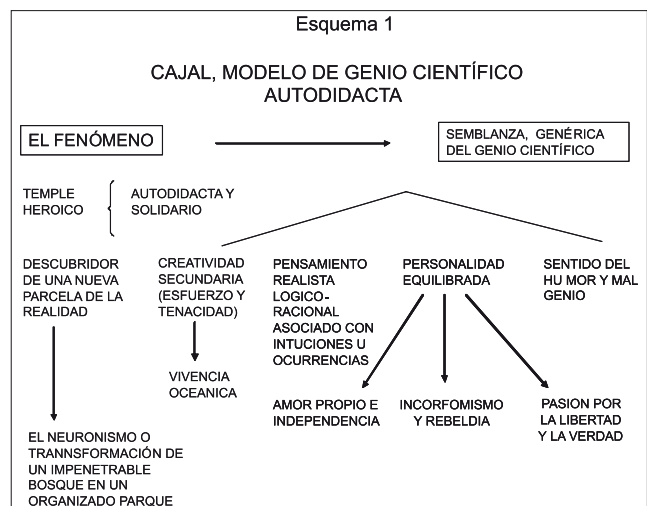 Esquema 1
CAJAL, MODELO DE GENIO CIENTÍFICO
AUTODIDACTA
EL FENÓMENO
SEMBLANZA, GENÉRICA
DEL GENIO CIENTÍFICO
TEMPLE
HEROICO
AUTODIDACTA Y
SOLIDARIO
DESCUBRIDOR
DE UNA NUEVA
PARCELA DE LA
REALIDAD
CREATIVIDAD
SECUNDARIA
(ESFUERZO Y
TENACIDAD)
PENSAMIENTO
REALISTA
LOGICO-
RACIONAL
ASOCIADO CON
INTUCIONES U
OCURRENCIAS
PERSONALIDAD
EQUILIBRADA
SENTIDO DEL
HU MOR Y MAL
GENIO
VIVENCIA
OCEANICA
AMOR PROPIO E
INDEPENDENCIA
INCORFOMISMO
Y REBELDIA
PASION POR
LA LIBERTAD
Y LA VERDAD
EL NEURONISMO O
TRANNSFORMACIÓN DE
UN IMPENETRABLE
BOSQUE EN UN
ORGANIZADO PARQUE